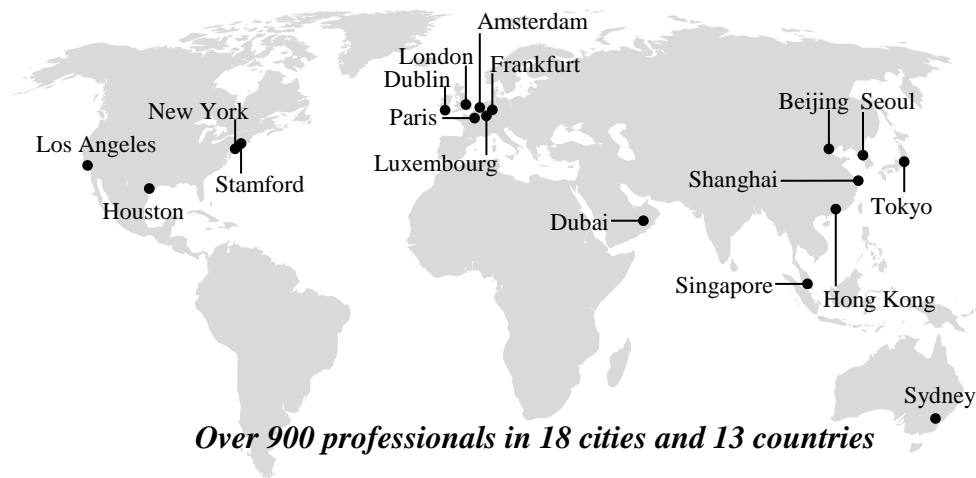 Amsterdam
London
Frankfurt
Dublin
Paris
Luxembourg
New York
Los Angeles
Stamford
Houston
Beijing
Seoul
Shanghai
Tokyo
Dubai
Singapore
Hong Kong
Sydney
Over 900 professionals in 18 cities and 13 countries